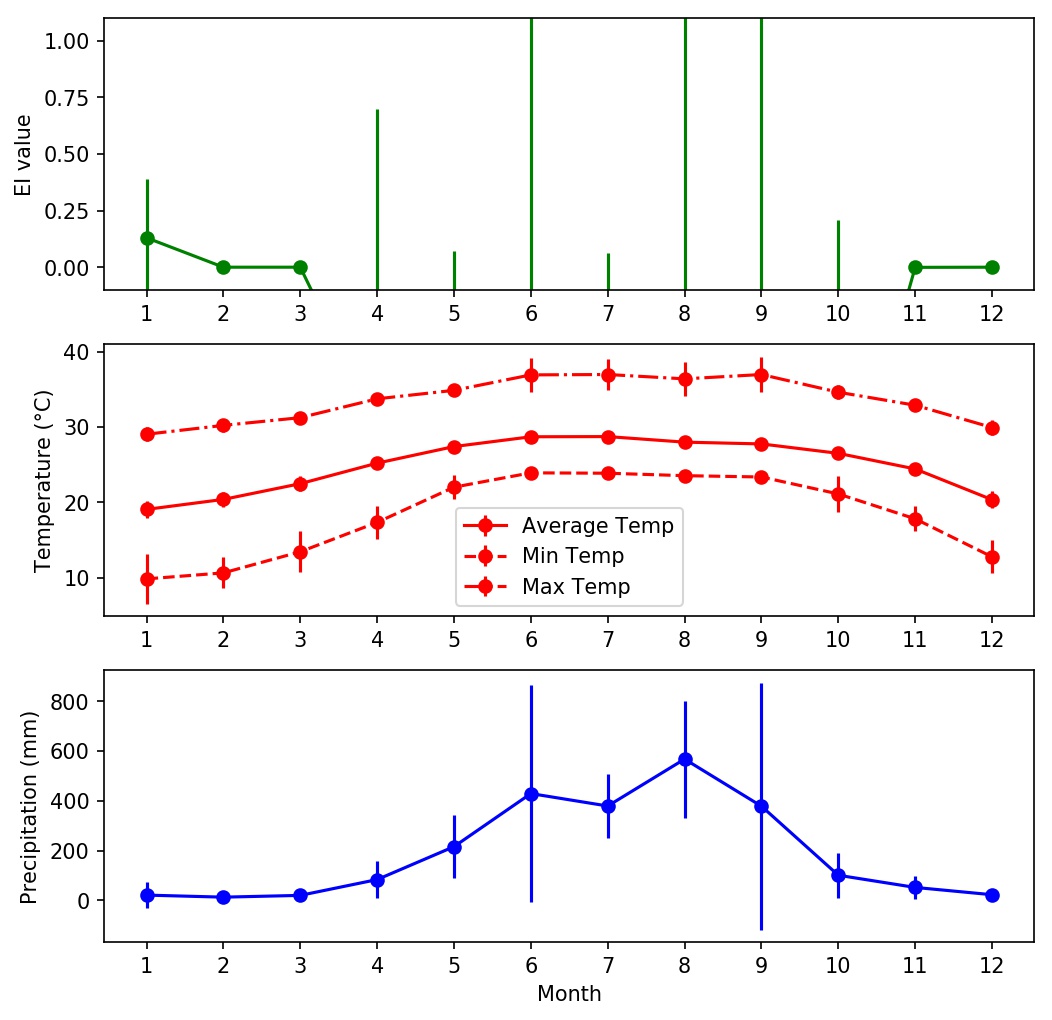 EI value
1.00
0.75
0.50
0.25
0.00
1 2 3 4 5 6 7 8 9 10 11 12
Temperature (°C)
40
30
20
10
Average Temp
Min Temp
Max Temp
1 2 3 4 5 6 7 8 9 10 11 12
Precipitation (mm)
800
600
400
200
0
1 2 3 4 5 6 7 8 9 10 11 12
Month